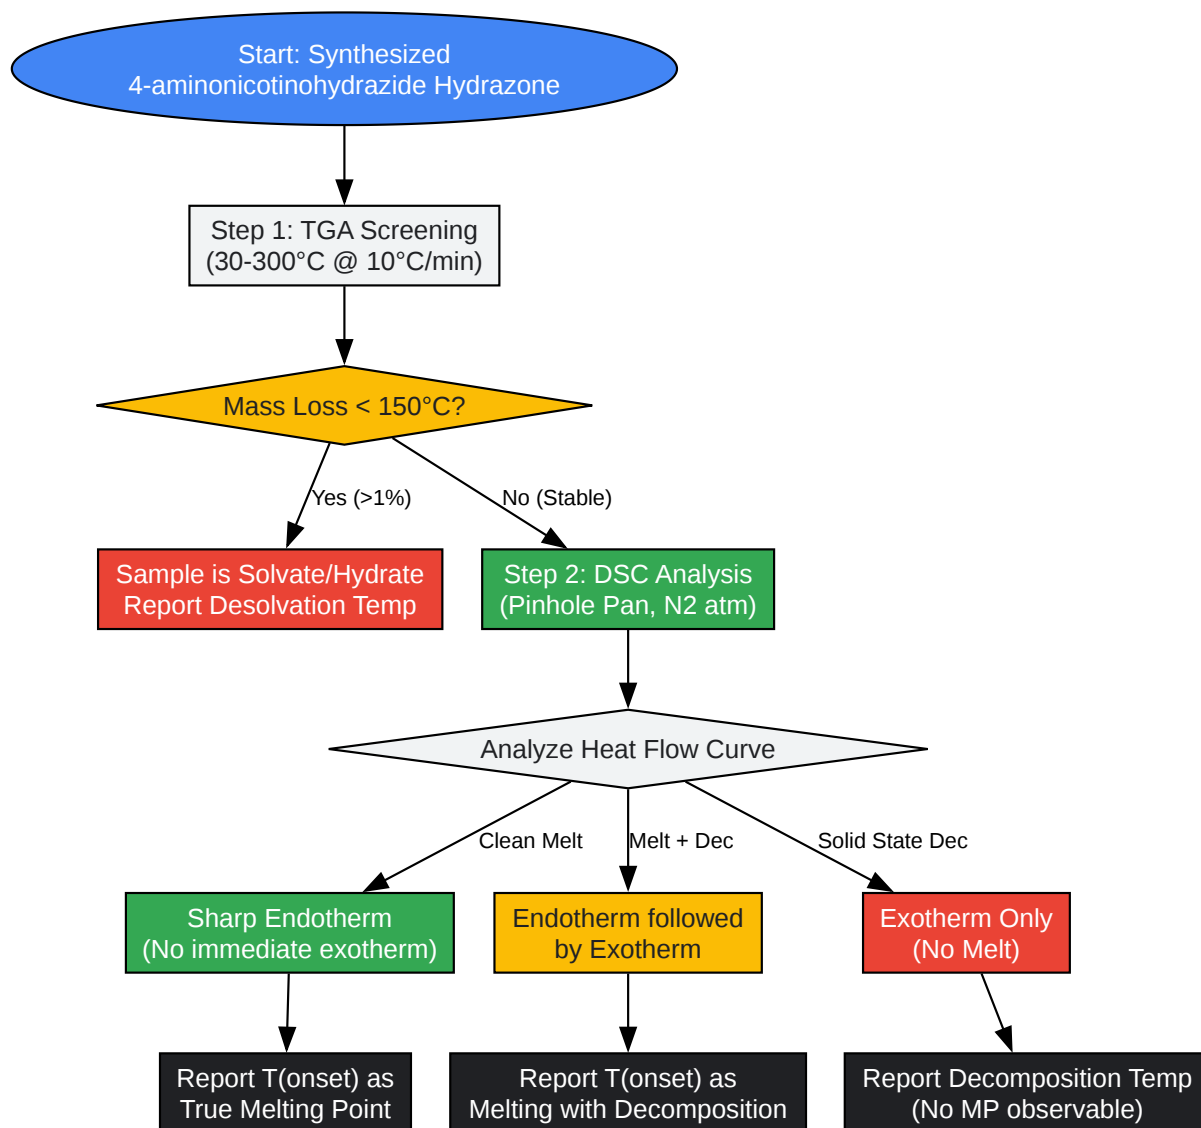 Start: Synthesized
4-aminonicotinohydrazide Hydrazone
Step 1: TGA Screening
(30-300°C @ 10°C/min)
Mass Loss < 150°C?
Yes (>1%)
No (Stable)
Sample is Solvate/Hydrate
Report Desolvation Temp
Step 2: DSC Analysis
(Pinhole Pan, N2 atm)
Analyze Heat Flow Curve
Clean Melt
Melt + Dec
Solid State Dec
Sharp Endotherm
(No immediate exotherm)
Endotherm followed
by Exotherm
Exotherm Only
(No Melt)
Report T(onset) as
True Melting Point
Report T(onset) as
Melting with Decomposition
Report Decomposition Temp
(No MP observable)